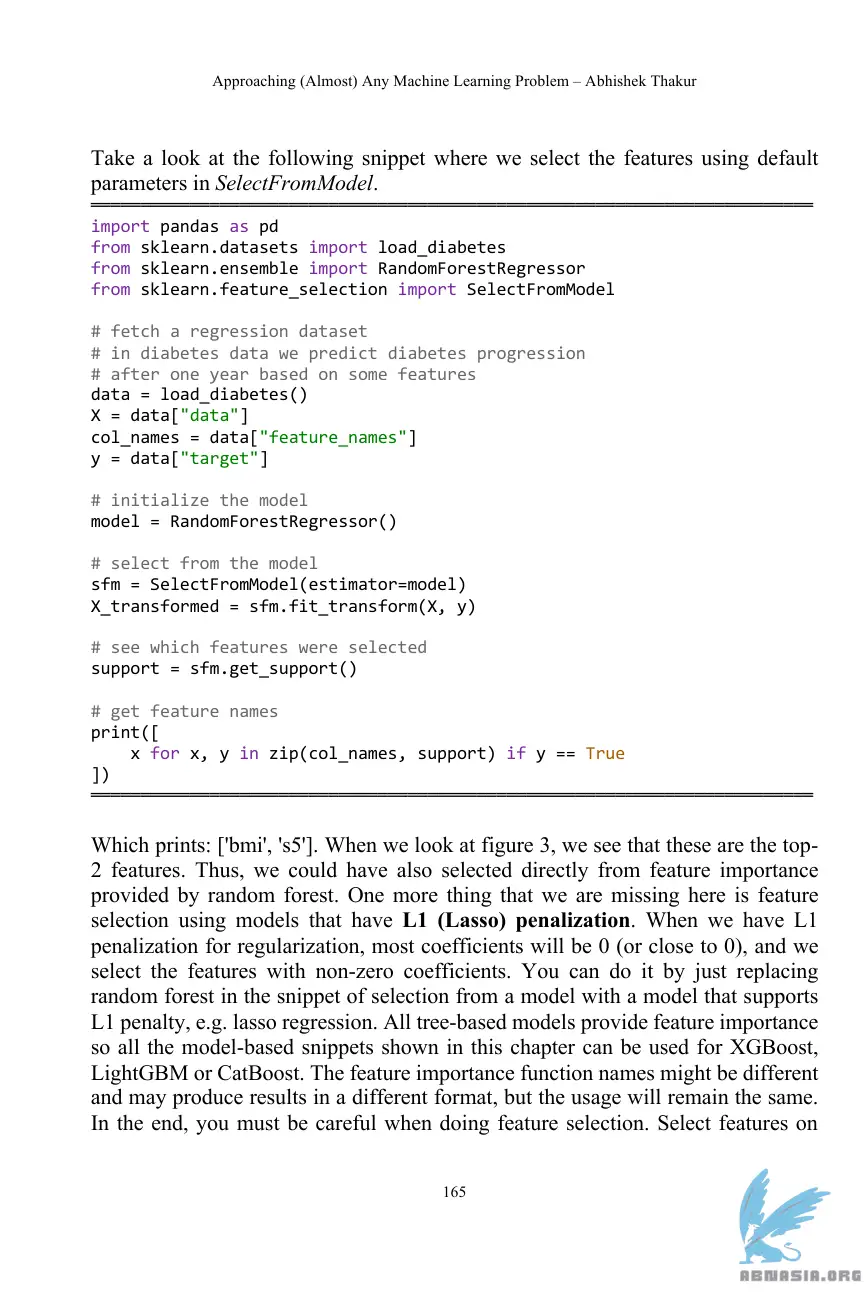 Approaching (Almost) Any Machine Learning Problem – Abhishek Thakur
Take a look at the following snippet where we select the features using default
parameters in SelectFromModel.
import pandas as pd
from sklearn.datasets import load_diabetes
from sklearn.ensemble import RandomForestRegressor
from sklearn.feature_selection import SelectFromModel
# fetch a regression dataset
# in diabetes data we predict diabetes progression
# after one year based on some features
data = load_diabetes()
X = data["data"]
col_names = data["feature_names"]
y = data["target"]
# initialize the model
model = RandomForestRegressor()
# select from the model
sfm = SelectFromModel(estimator=model)
X_transformed = sfm.fit_transform(X, y)
# see which features were selected
support = sfm.get_support()
# get feature names
print([
    x for x, y in zip(col_names, support) if y == True
])
Which prints: ['bmi', 's5']. When we look at figure 3, we see that these are the top-
2 features. Thus, we could have also selected directly from feature importance
provided by random forest. One more thing that we are missing here is feature
selection using models that have L1 (Lasso) penalization. When we have L1
penalization for regularization, most coefficients will be 0 (or close to 0), and we
select the features with non-zero coefficients. You can do it by just replacing
random forest in the snippet of selection from a model with a model that supports
L1 penalty, e.g. lasso regression. All tree-based models provide feature importance
so all the model-based snippets shown in this chapter can be used for XGBoost,
LightGBM or CatBoost. The feature importance function names might be different
and may produce results in a different format, but the usage will remain the same.
In the end, you must be careful when doing feature selection. Select features on
165
ABNASIA.ORG